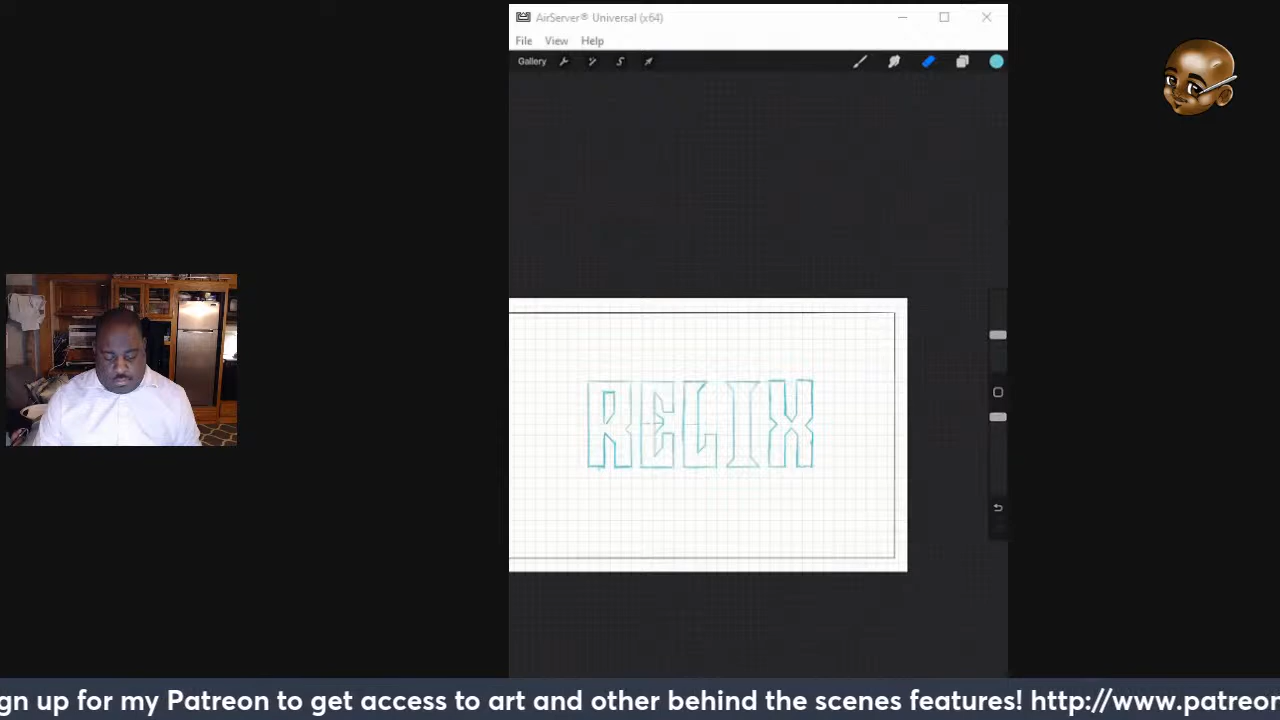 AirServer® Universal (x64)
File View Help
Gallery
RELIX
gn up for my Patreon to get access to art and other behind the scenes features! http://www.patreon